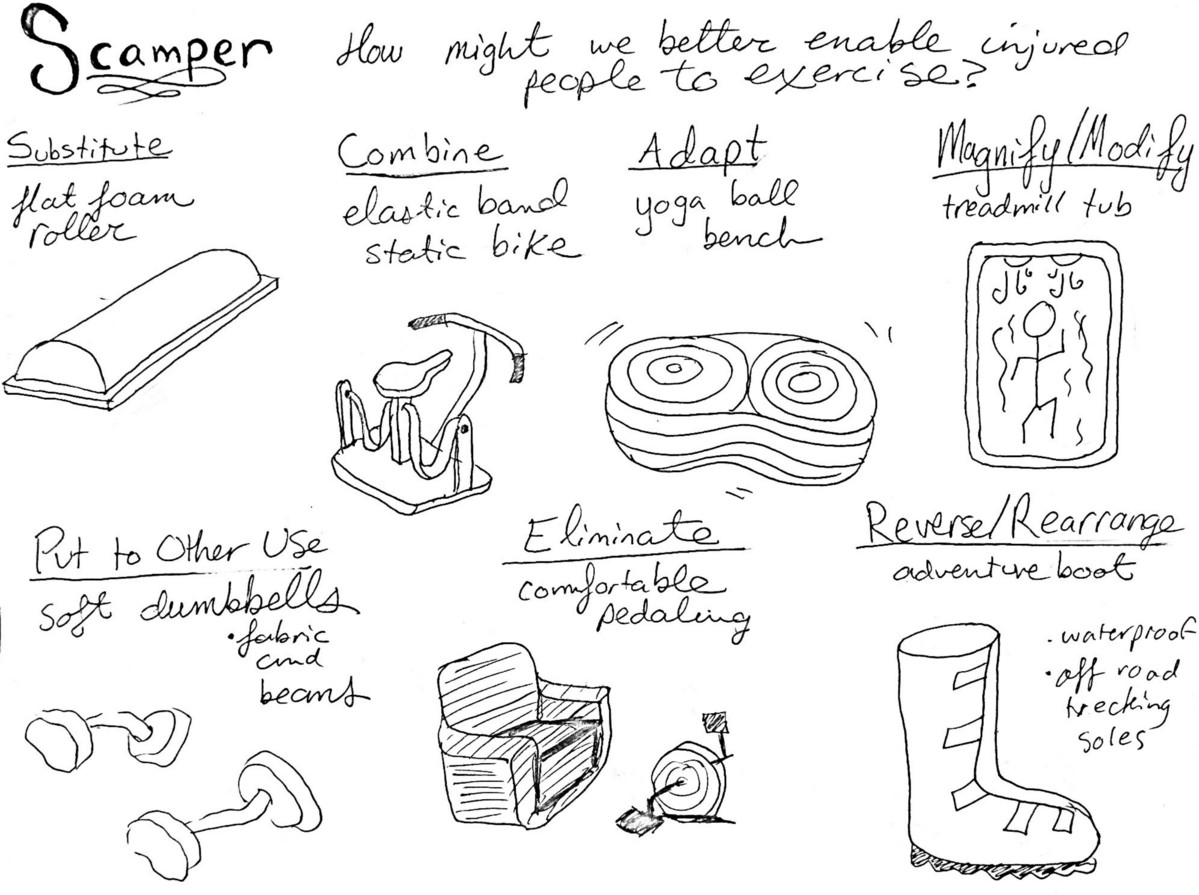 Scamper
How might we better enable injured
people to exercise?
Substitute
flat foam
roller
Combine
elastic band
static bike
Adapt
yoga ball
bench
Magnify/Modify
treadmill tub
Put to Other Use
soft dumbbells
• fabric
and
beans
Eliminate
comfortable
pedaling
Reverse/Rearrange
adventure boot
• waterproof
• off road
trecking
soles